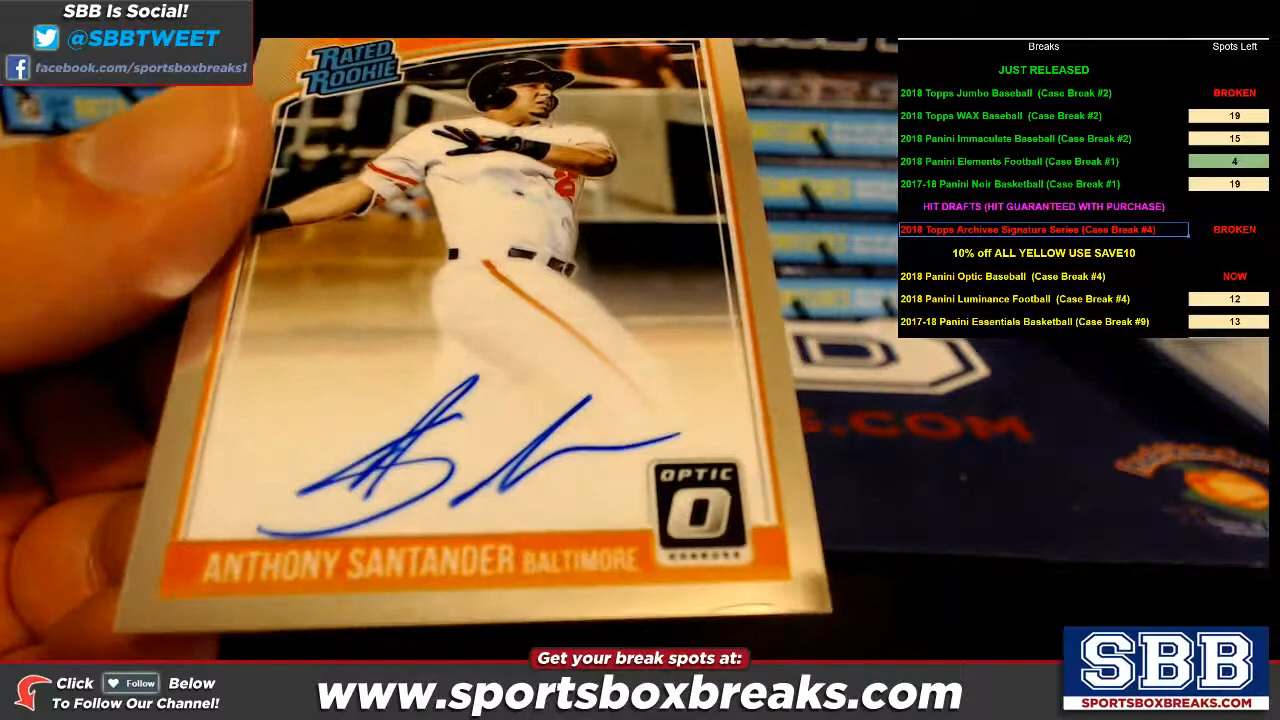 SBB Is Social!
@SBBTWEET
facebook.com/sportsboxbreaks1
RATED
ROOKIE
OPTIC
O
DONRUSS
ANTHONY SANTANDER BALTIMORE
Breaks Spots Left
JUST RELEASED
2018 Topps Jumbo Baseball (Case Break #2) BROKEN
2018 Topps WAX Baseball (Case Break #2) 19
2018 Panini Immaculate Baseball (Case Break #2) 15
2018 Panini Elements Football (Case Break #1) 4
2017-18 Panini Noir Basketball (Case Break #1) 19
HIT DRAFTS (HIT GUARANTEED WITH PURCHASE)
2018 Topps Archives Signature Series (Case Break #4) BROKEN
10% off ALL YELLOW USE SAVE10
2018 Panini Optic Baseball (Case Break #4) NOW
2018 Panini Luminance Football (Case Break #4) 12
2017-18 Panini Essentials Basketball (Case Break #9) 13
D
S.COM
Get your break spots at:
Click Follow Below
To Follow Our Channel!
www.sportsboxbreaks.com
SBB
SPORTSBOXBREAKS.COM